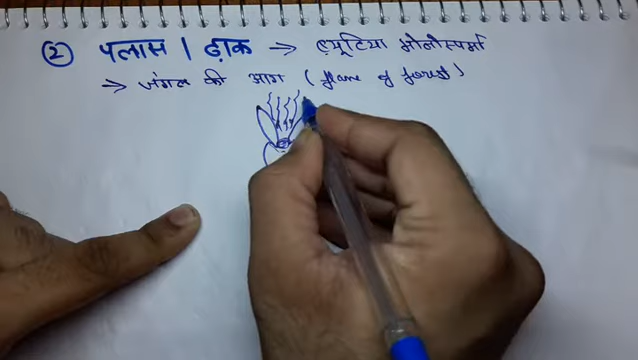 ② पलास / ढ़ाक → ब्यूटिया मोनोस्पर्मा
→ जंगल की आग (flame of forest)